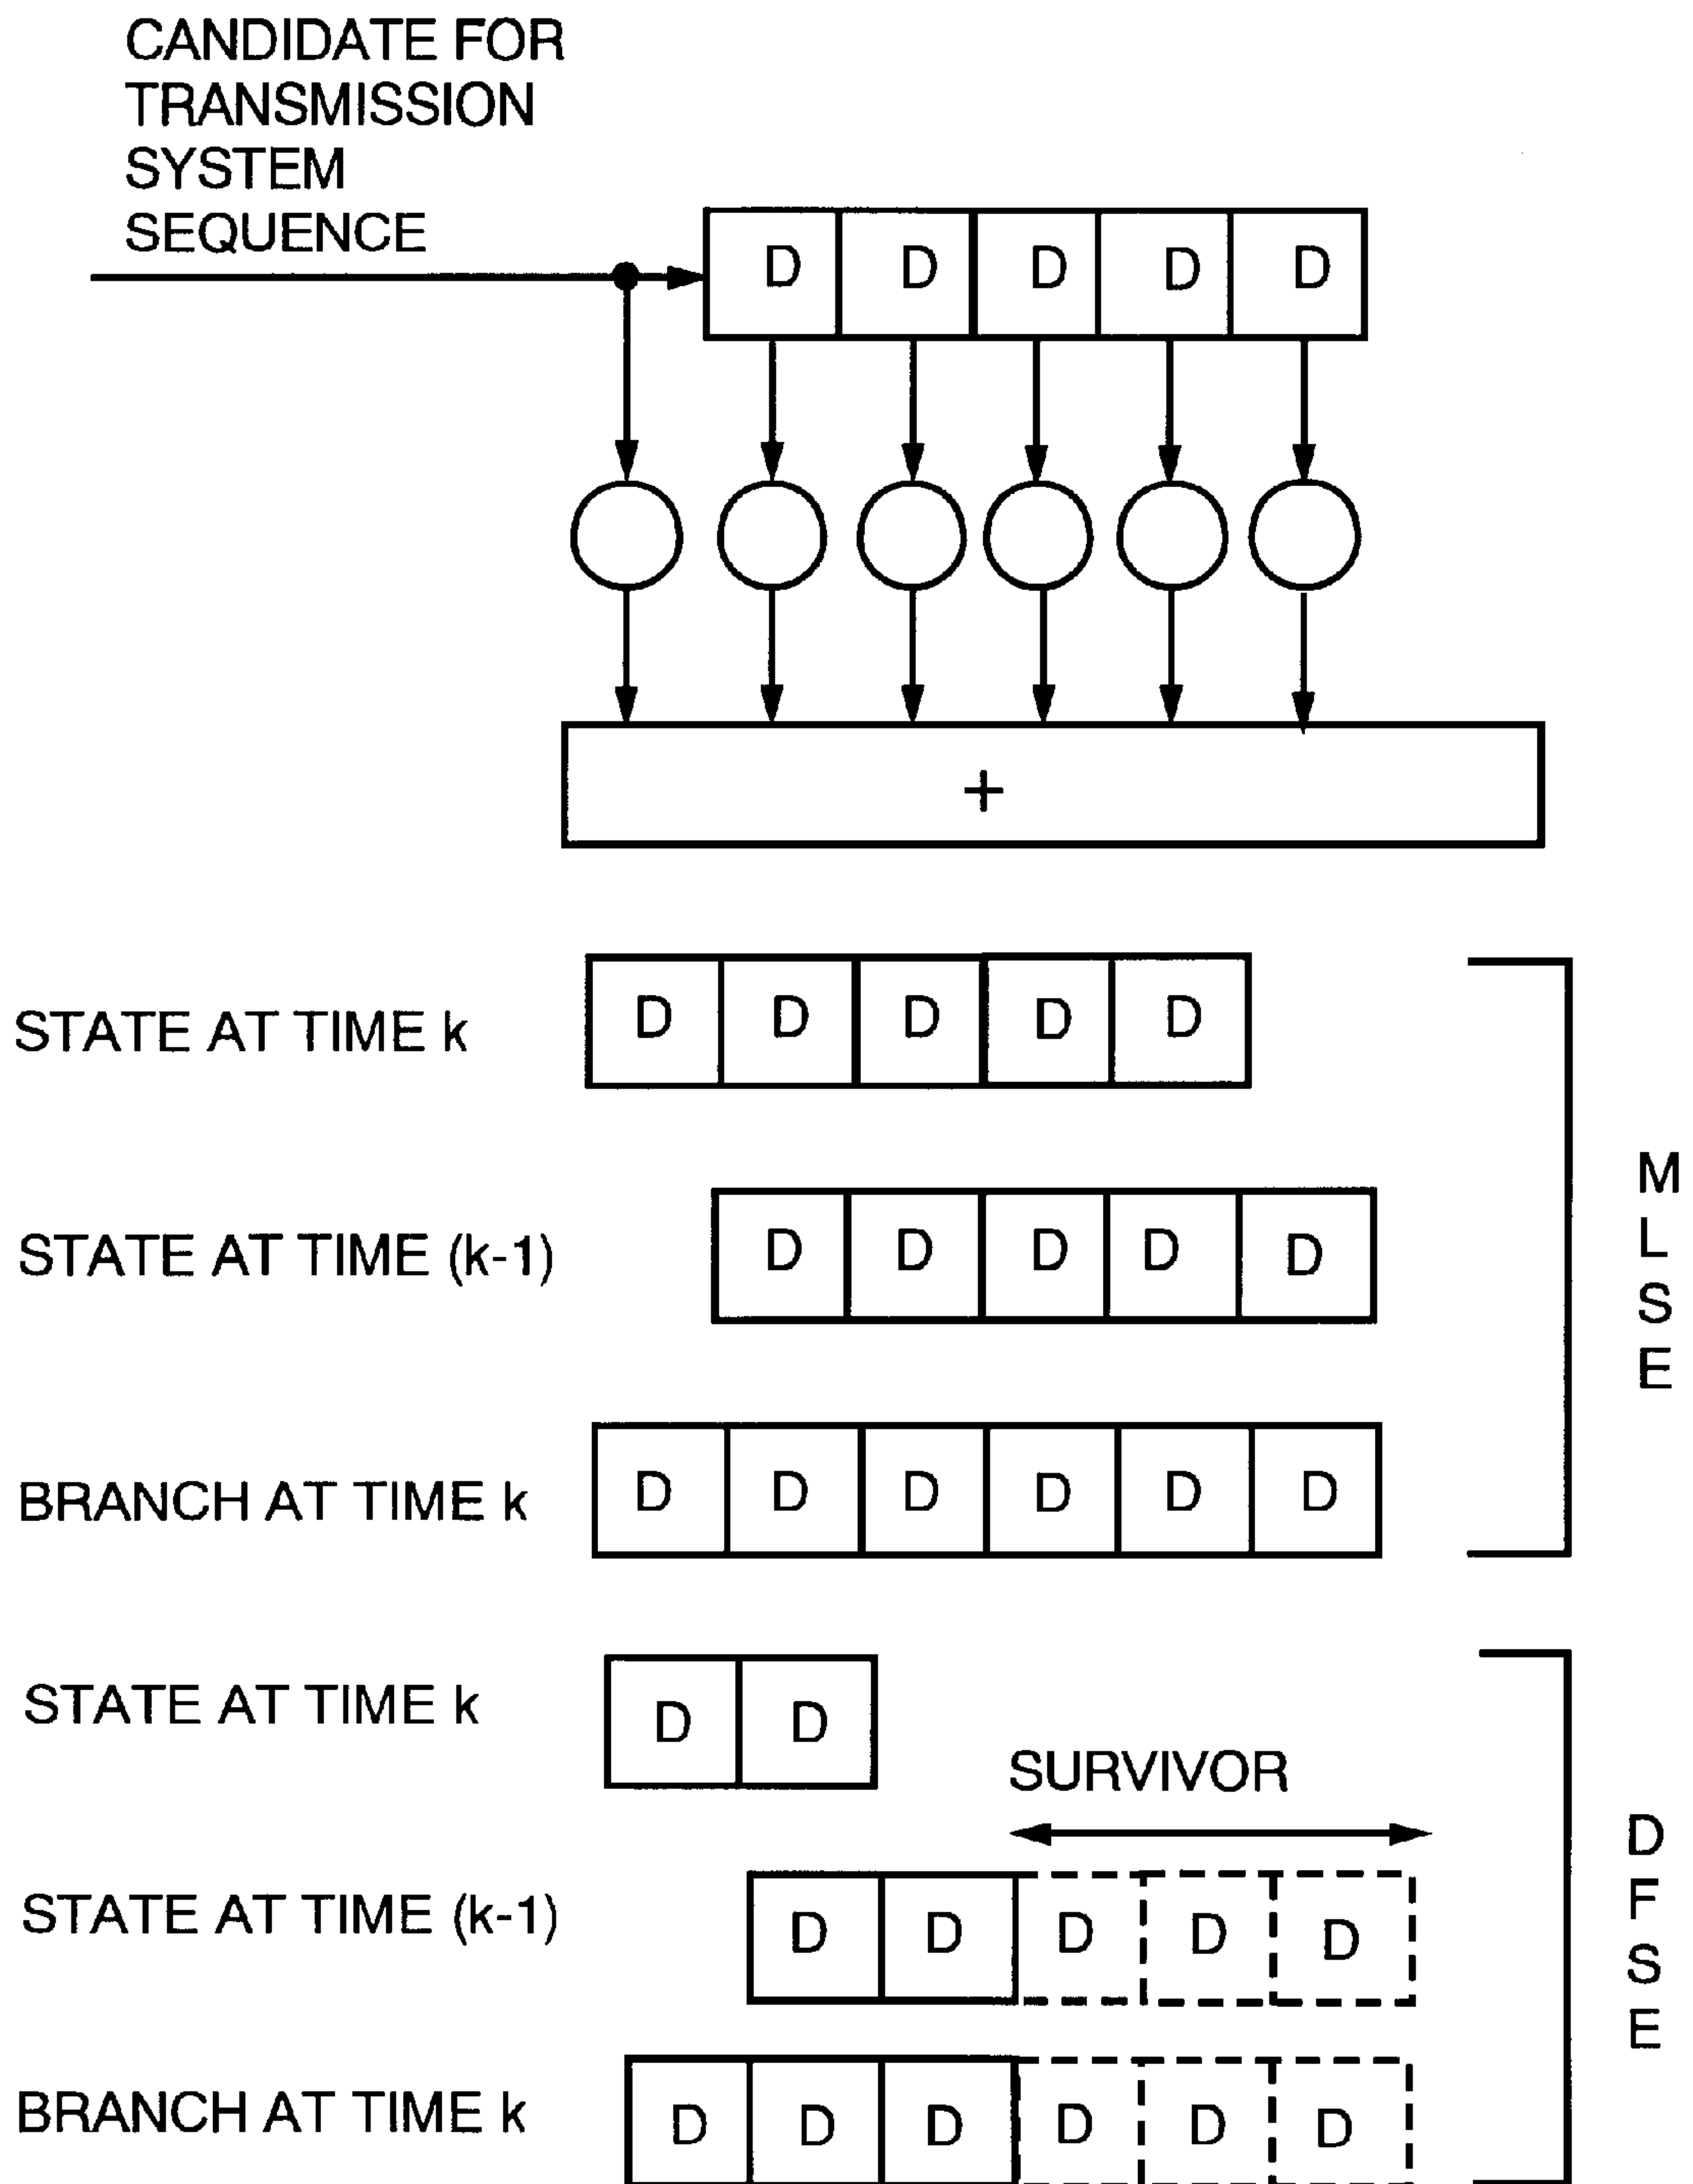 CANDIDATE FOR
TRANSMISSION
SYSTEM
SEQUENCE
D D D D D
+
STATE AT TIME k
D D D D D
STATE AT TIME (k-1)
D D D D D
BRANCH AT TIME k
D D D D D D
M
L
S
E
STATE AT TIME k
D D
SURVIVOR
STATE AT TIME (k-1)
D D D D D
BRANCH AT TIME k
D D D D D D
D
F
S
E